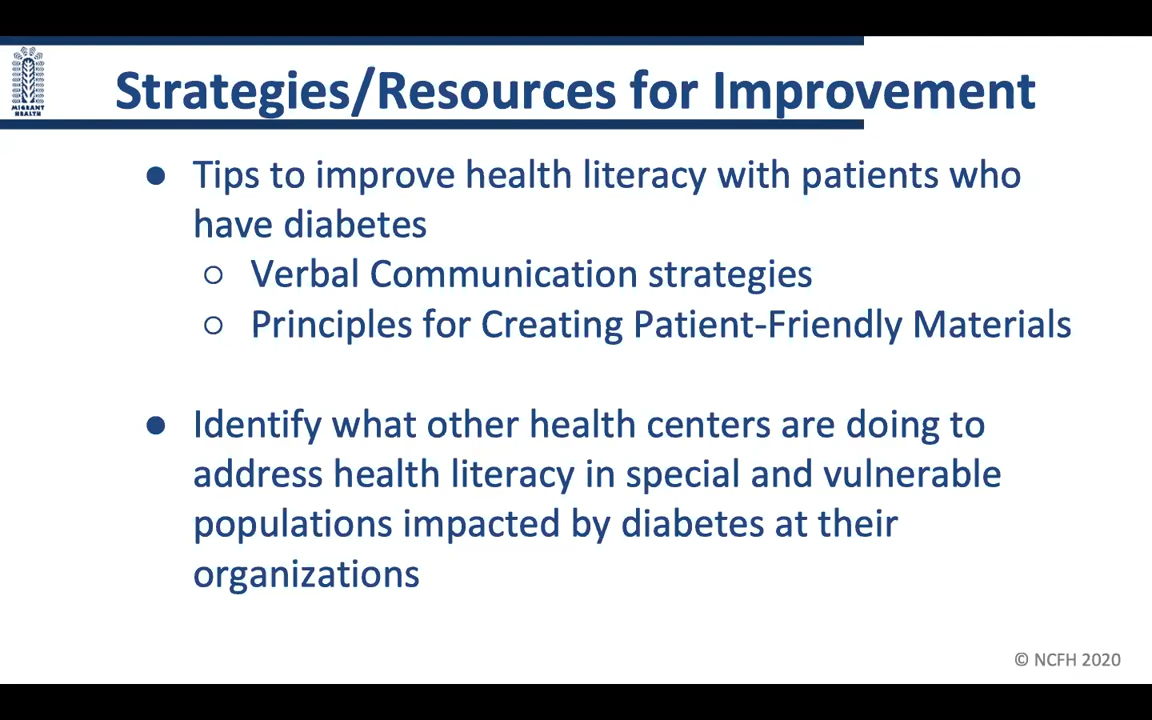 MIGRANT
HEALTH
Strategies/Resources for Improvement
● Tips to improve health literacy with patients who
have diabetes
○ Verbal Communication strategies
○ Principles for Creating Patient-Friendly Materials
● Identify what other health centers are doing to
address health literacy in special and vulnerable
populations impacted by diabetes at their
organizations
© NCFH 2020